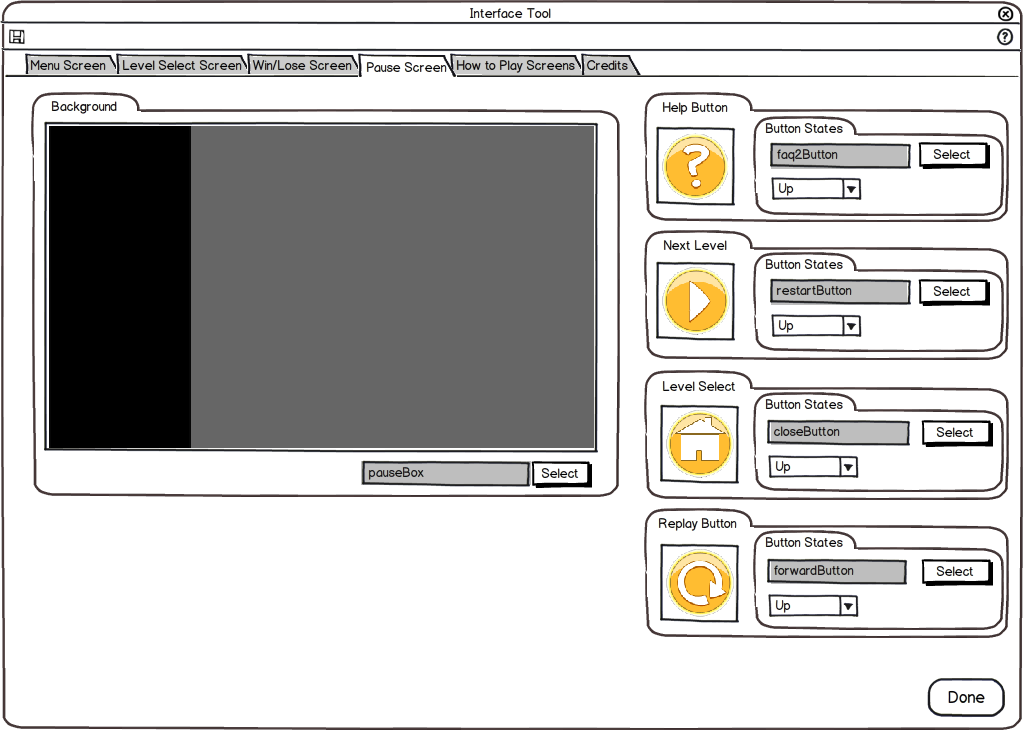 Interface Tool
Menu Screen
Level Select Screen
Win/Lose Screen
Pause Screen
How to Play Screens
Credits
Background
pauseBox
Select
Help Button
Button States
faq2Button
Select
Up
Next Level
Button States
restartButton
Select
Up
Level Select
Button States
closeButton
Select
Up
Replay Button
Button States
forwardButton
Select
Up
Done